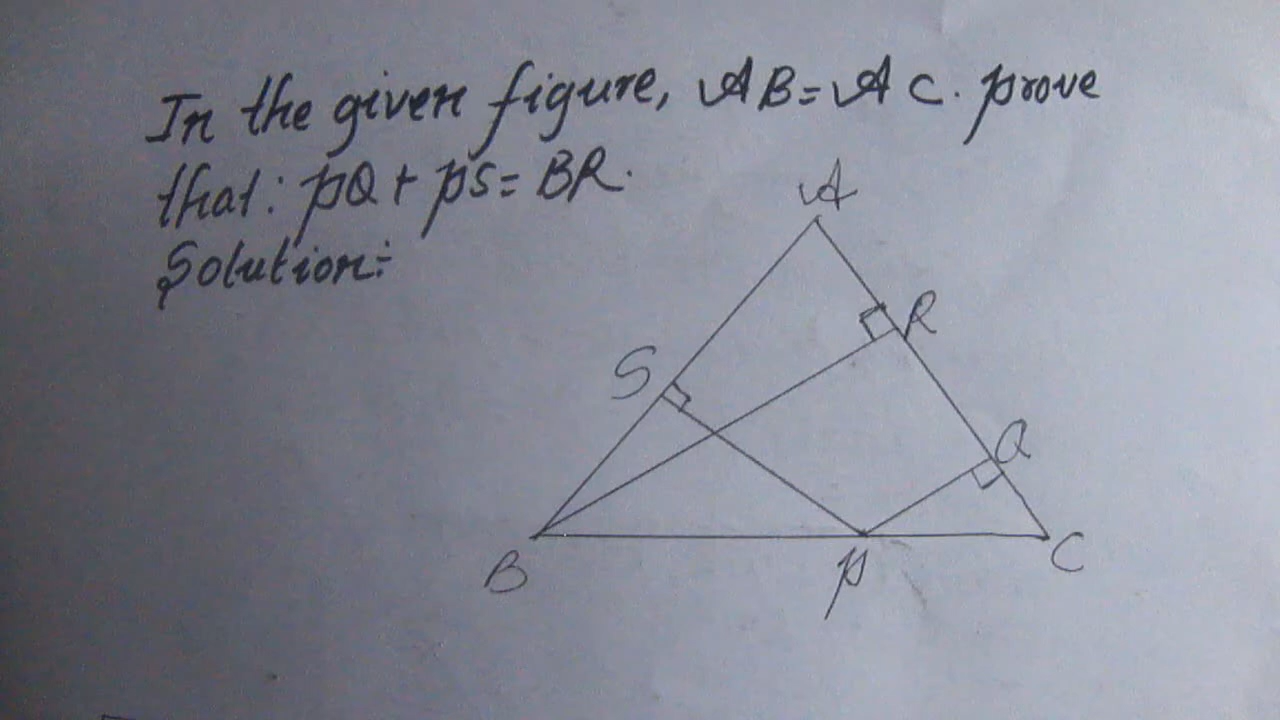 In the given figure, AB = AC. prove
that: pQ + pS = BR.
Solution:-
A
R
S
Q
B
p
C